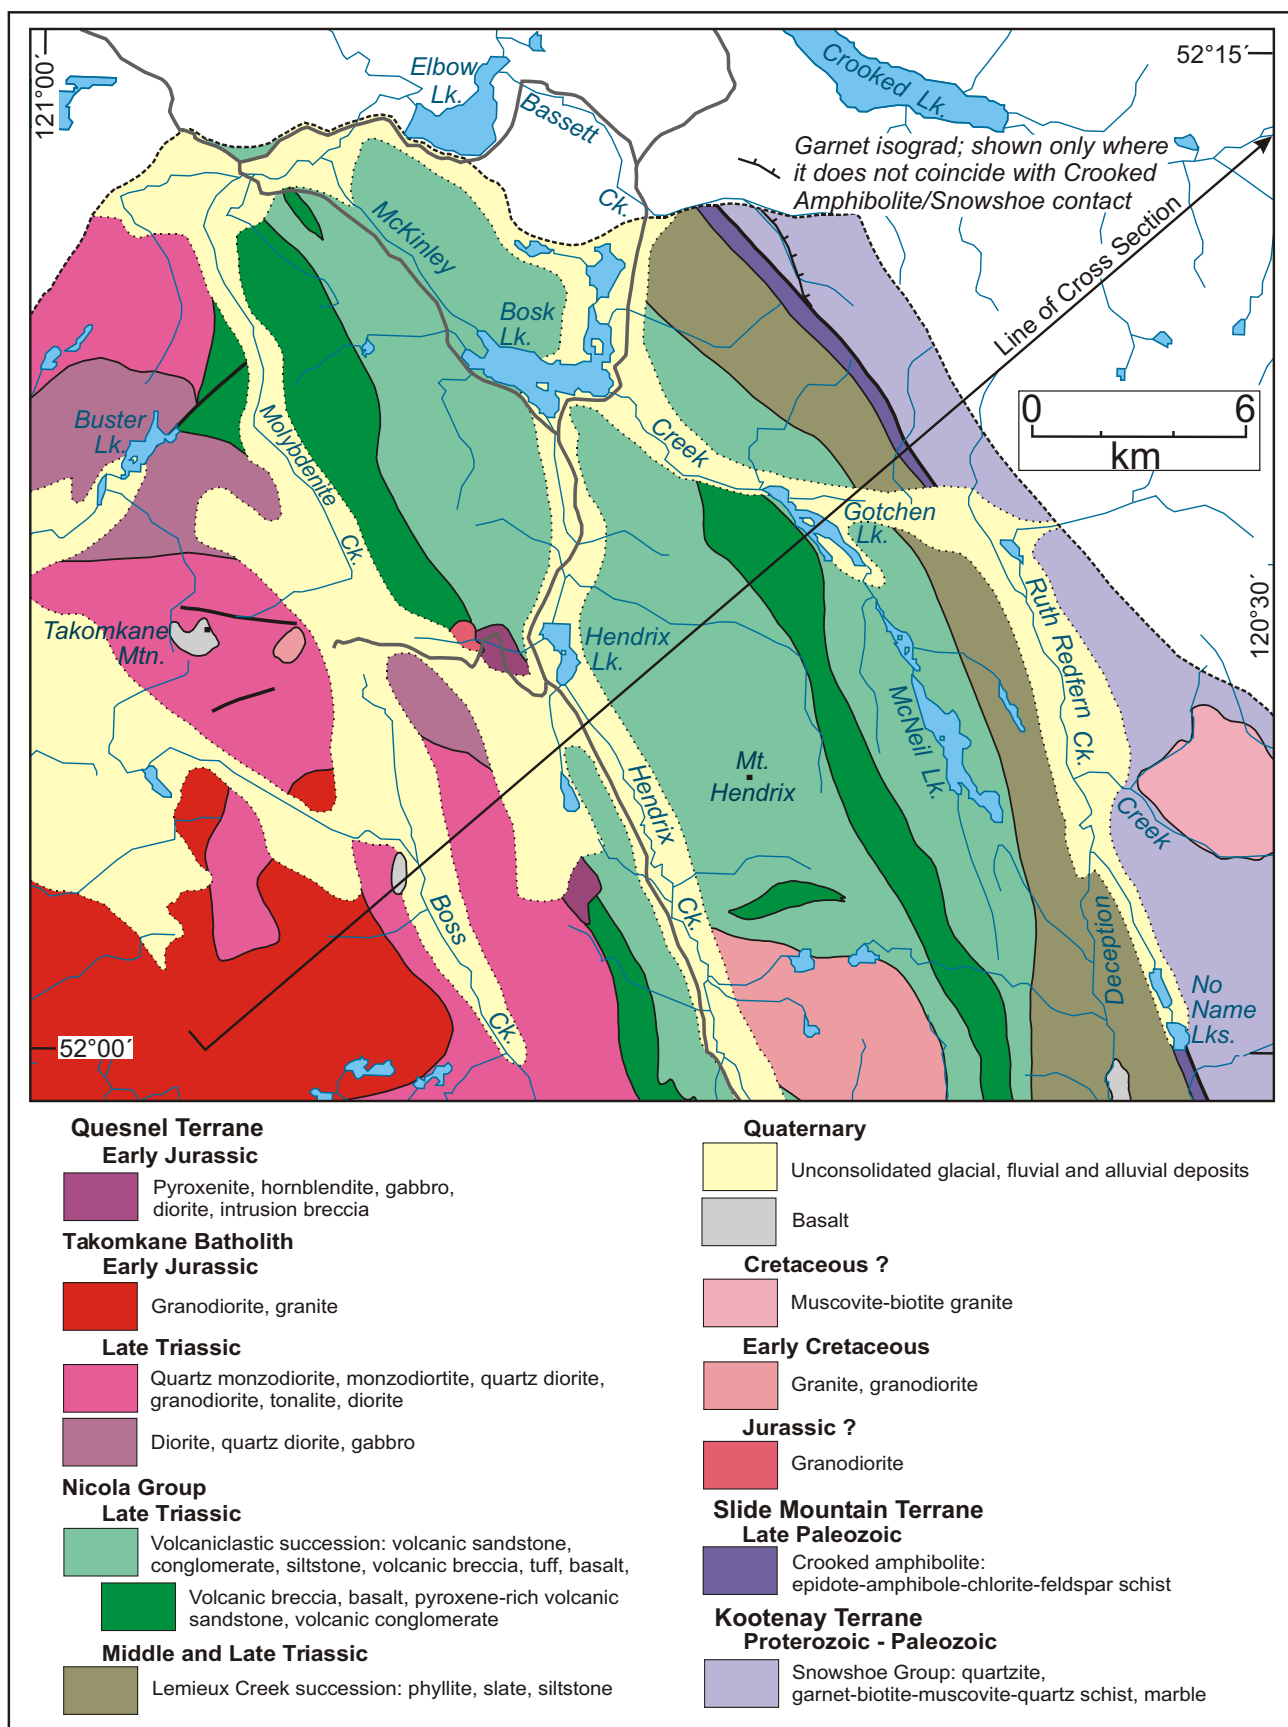 121°00´
52°15´
Elbow
Lk.
Bassett
Ck.
Crooked Lk.
Garnet isograd; shown only where
it does not coincide with Crooked
Amphibolite/Snowshoe contact
McKinley
Line of Cross Section
Bosk
Lk.
0 6
km
Buster
Lk.
Molybdenite
Ck.
Creek
Gotchen
Lk.
120°30´
Takomkane
Mtn.
Hendrix
Lk.
Ruth Redfern Ck.
McNeil Lk.
Mt.
Hendrix
Hendrix
Ck.
Creek
Boss
Ck.
Deception
No
Name
Lks.
52°00´
Quesnel Terrane
Early Jurassic
Pyroxenite, hornblendite, gabbro,
diorite, intrusion breccia
Takomkane Batholith
Early Jurassic
Granodiorite, granite
Late Triassic
Quartz monzodiorite, monzodiortite, quartz diorite,
granodiorite, tonalite, diorite
Diorite, quartz diorite, gabbro
Nicola Group
Late Triassic
Volcaniclastic succession: volcanic sandstone,
conglomerate, siltstone, volcanic breccia, tuff, basalt,
Volcanic breccia, basalt, pyroxene-rich volcanic
sandstone, volcanic conglomerate
Middle and Late Triassic
Lemieux Creek succession: phyllite, slate, siltstone
Quaternary
Unconsolidated glacial, fluvial and alluvial deposits
Basalt
Cretaceous ?
Muscovite-biotite granite
Early Cretaceous
Granite, granodiorite
Jurassic ?
Granodiorite
Slide Mountain Terrane
Late Paleozoic
Crooked amphibolite:
epidote-amphibole-chlorite-feldspar schist
Kootenay Terrane
Proterozoic - Paleozoic
Snowshoe Group: quartzite,
garnet-biotite-muscovite-quartz schist, marble